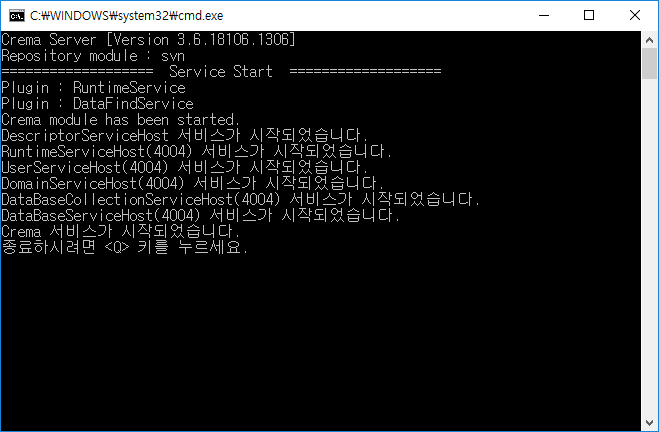 C:₩WINDOWS₩system32₩cmd.exe
Crema Server [Version 3.6.18106.1306]
Repository module : svn
===================  Service Start  ===================
Plugin : RuntimeService
Plugin : DataFindService
Crema module has been started.
DescriptorServiceHost 서비스가 시작되었습니다.
RuntimeServiceHost(4004) 서비스가 시작되었습니다.
UserServiceHost(4004) 서비스가 시작되었습니다.
DomainServiceHost(4004) 서비스가 시작되었습니다.
DataBaseCollectionServiceHost(4004) 서비스가 시작되었습니다.
DataBaseServiceHost(4004) 서비스가 시작되었습니다.
Crema 서비스가 시작되었습니다.
종료하시려면 <Q> 키를 누르세요.